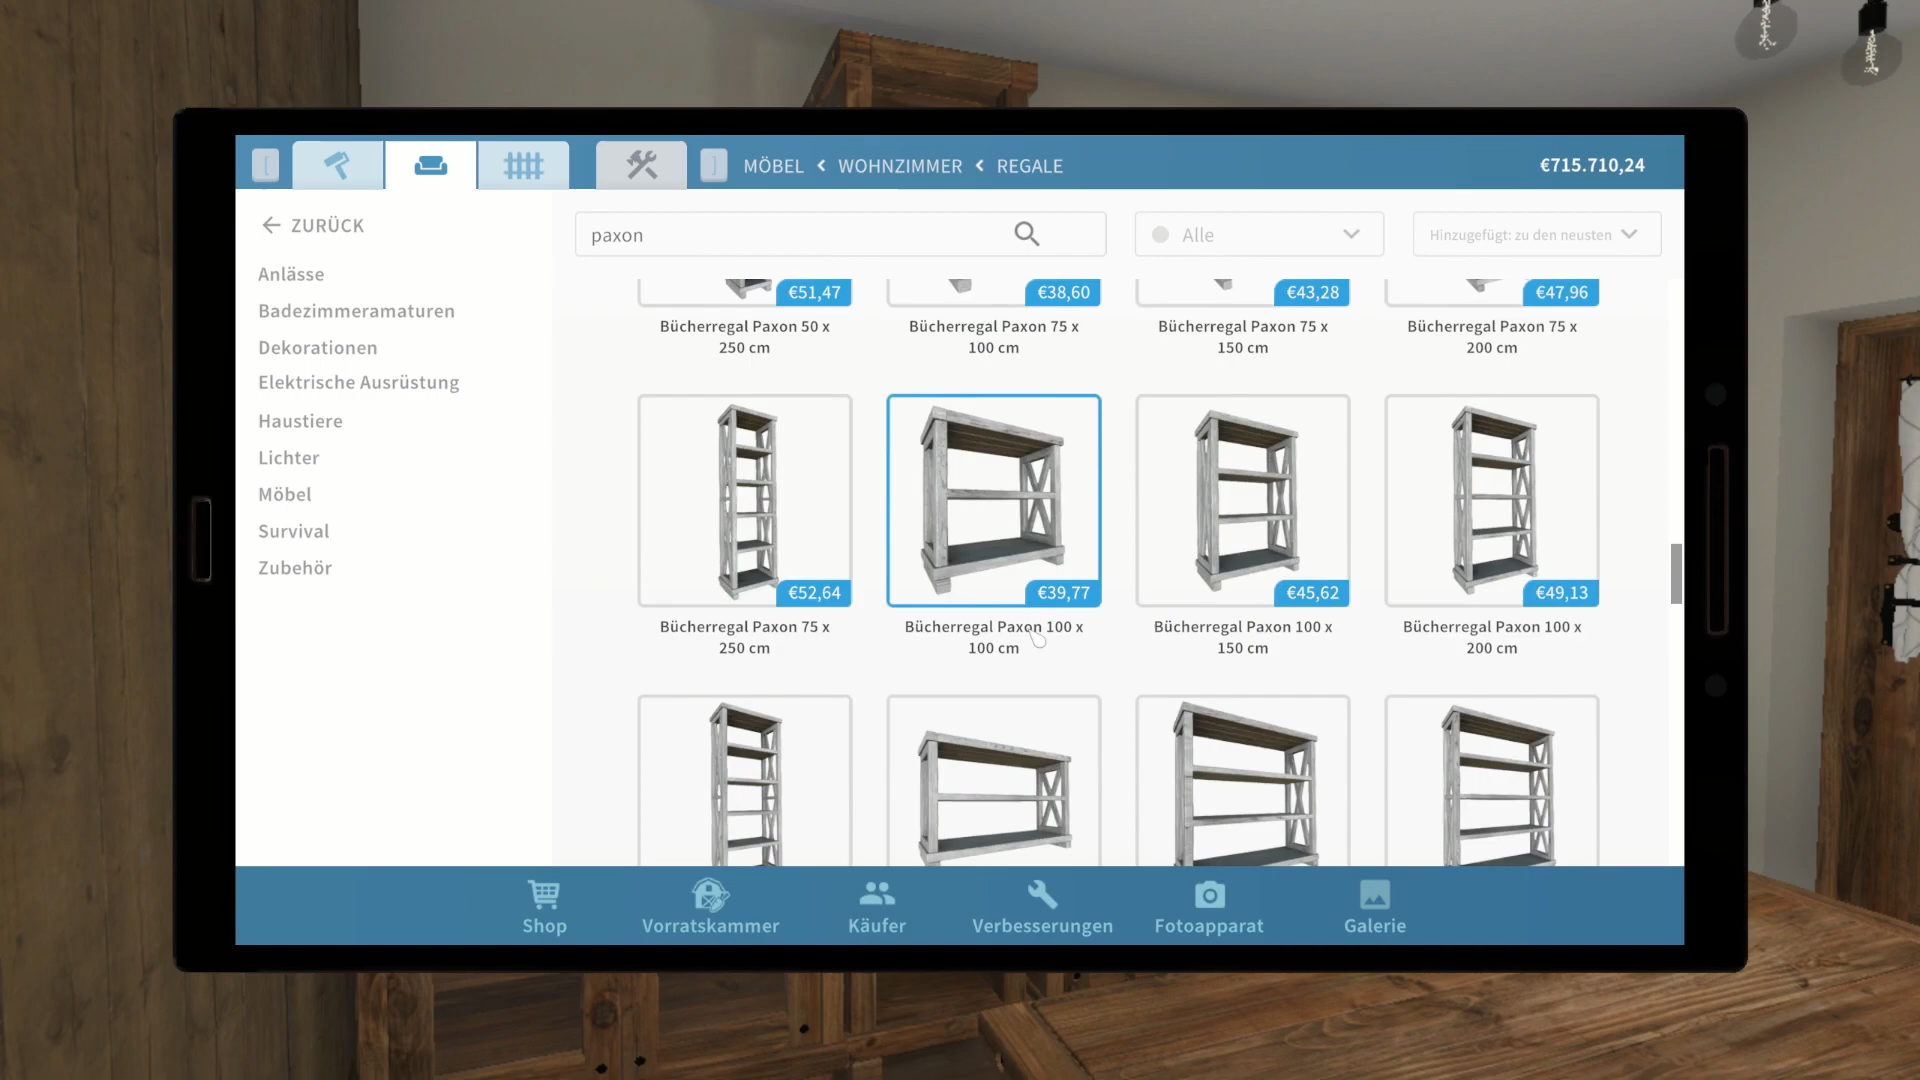 [
]
MÖBEL < WOHNZIMMER < REGALE
€715.710,24
ZURÜCK
Anlässe
Badezimmeramaturen
Dekorationen
Elektrische Ausrüstung
Haustiere
Lichter
Möbel
Survival
Zubehör
paxon
Alle
Hinzugefügt: zu den neusten
€51,47
€38,60
€43,28
€47,96
Bücherregal Paxon 50 x
250 cm
Bücherregal Paxon 75 x
100 cm
Bücherregal Paxon 75 x
150 cm
Bücherregal Paxon 75 x
200 cm
€52,64
€39,77
€45,62
€49,13
Bücherregal Paxon 75 x
250 cm
Bücherregal Paxon 100 x
100 cm
Bücherregal Paxon 100 x
150 cm
Bücherregal Paxon 100 x
200 cm
Shop
Vorratskammer
Käufer
Verbesserungen
Fotoapparat
Galerie